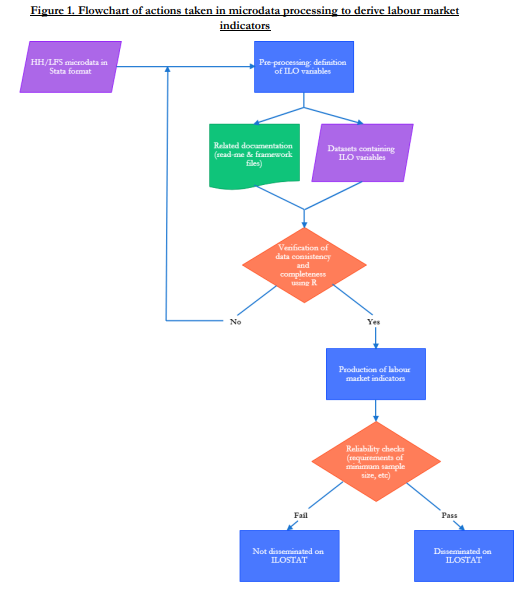 Figure 1. Flowchart of actions taken in microdata processing to derive labour market
indicators
HH/LFS microdata in
Stata format
Pre-processing: definition
of ILO variables
Related documentation
(read-me & framework
files)
Datasets containing
ILO variables
Verification of
data consistency
and
completeness
using R
No
Yes
Production of labour
market indicators
Reliability checks
(requirements of
minimum sample
size, etc)
Fail
Pass
Not disseminated on
ILOSTAT
Disseminated on
ILOSTAT